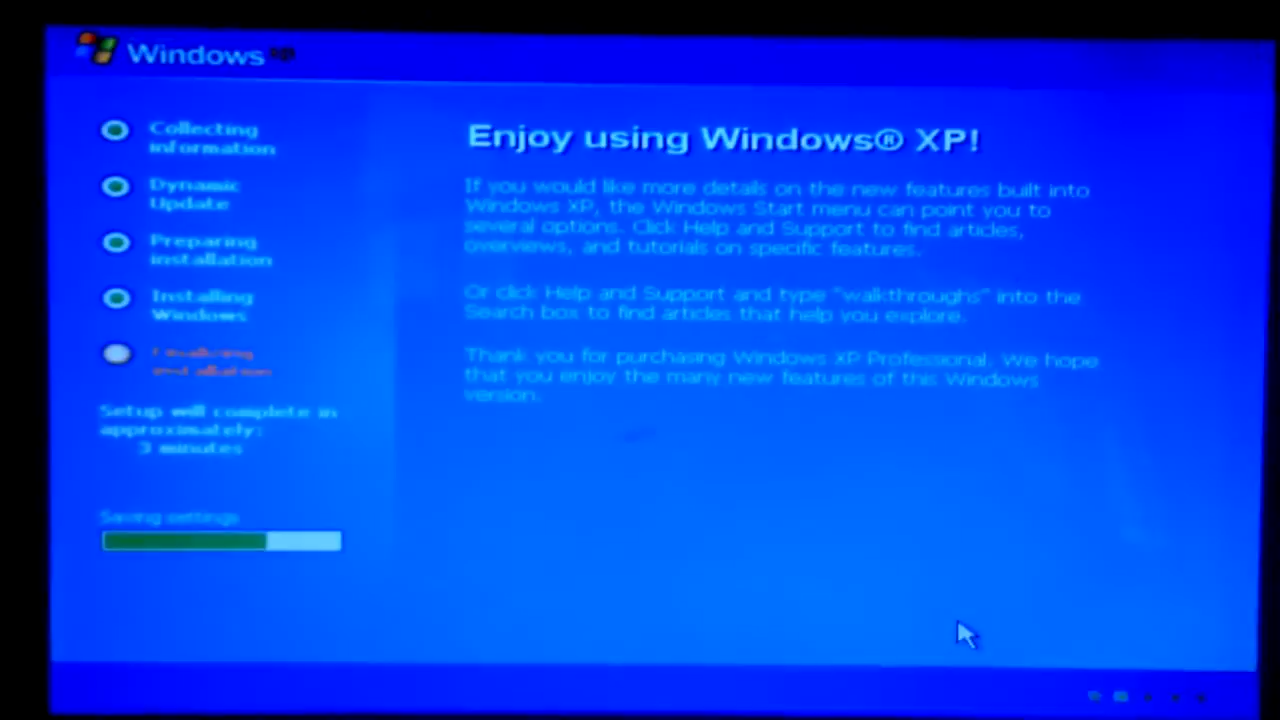 Windows xp
Collecting
information
Dynamic
Update
Preparing
installation
Installing
Windows
Finalizing
installation
Setup will complete in
approximately:
3 minutes
Saving settings
Enjoy using Windows® XP!
If you would like more details on the new features built into
Windows XP, the Windows Start menu can point you to
several options. Click Help and Support to find articles,
overviews, and tutorials on specific features.
Or click Help and Support and type "walkthroughs" into the
Search box to find articles that help you explore.
Thank you for purchasing Windows XP Professional. We hope
that you enjoy the many new features of this Windows
version.